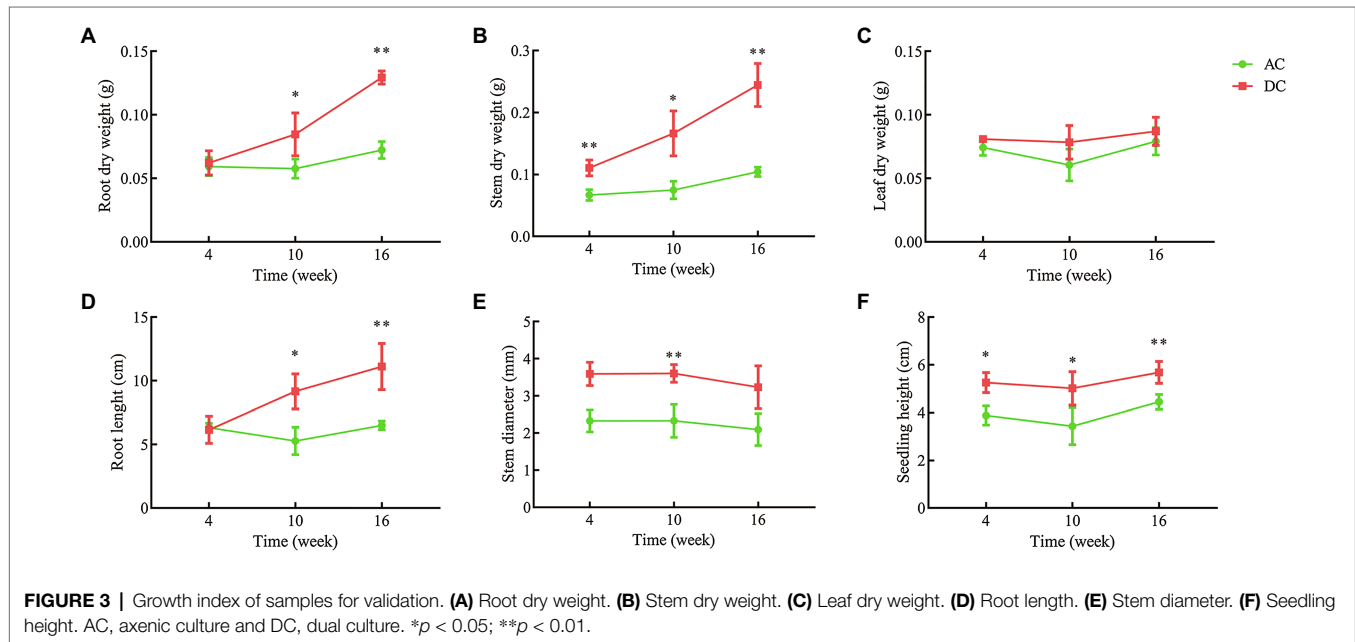 A
Root dry weight (g)
0.15
0.10
0.05
0.00
*
**
4 10 16
Time (week)
B
Stem dry weight (g)
0.3
0.2
0.1
0.0
**
*
**
4 10 16
Time (week)
C
Leaf dry weight (g)
0.15
0.10
0.05
0.00
4 10 16
Time (week)
AC
DC
D
Root lenght (cm)
15
10
5
0
*
**
4 10 16
Time (week)
E
Stem diameter (mm)
5
4
3
2
1
0
**
4 10 16
Time (week)
F
Seedling height (cm)
8
6
4
2
0
*
*
**
4 10 16
Time (week)
FIGURE 3 | Growth index of samples for validation. (A) Root dry weight. (B) Stem dry weight. (C) Leaf dry weight. (D) Root length. (E) Stem diameter. (F) Seedling
height. AC, axenic culture and DC, dual culture. *p < 0.05; **p < 0.01.